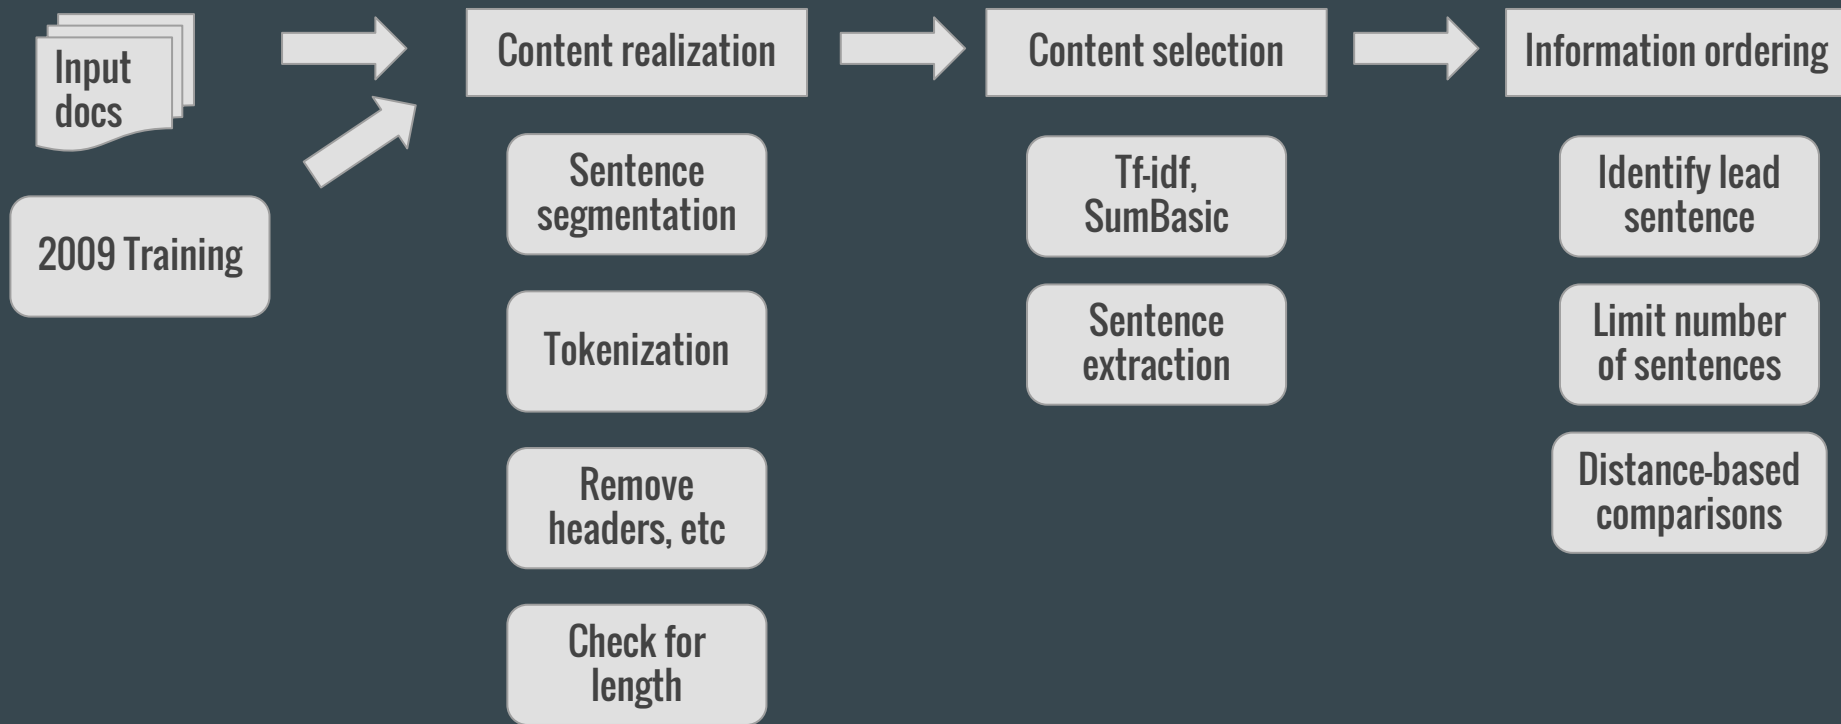 Input
docs
2009 Training
Content realization
Sentence
segmentation
Tokenization
Remove
headers, etc
Check for
length
Content selection
Tf-idf,
SumBasic
Sentence
extraction
Information ordering
Identify lead
sentence
Limit number
of sentences
Distance-based
comparisons